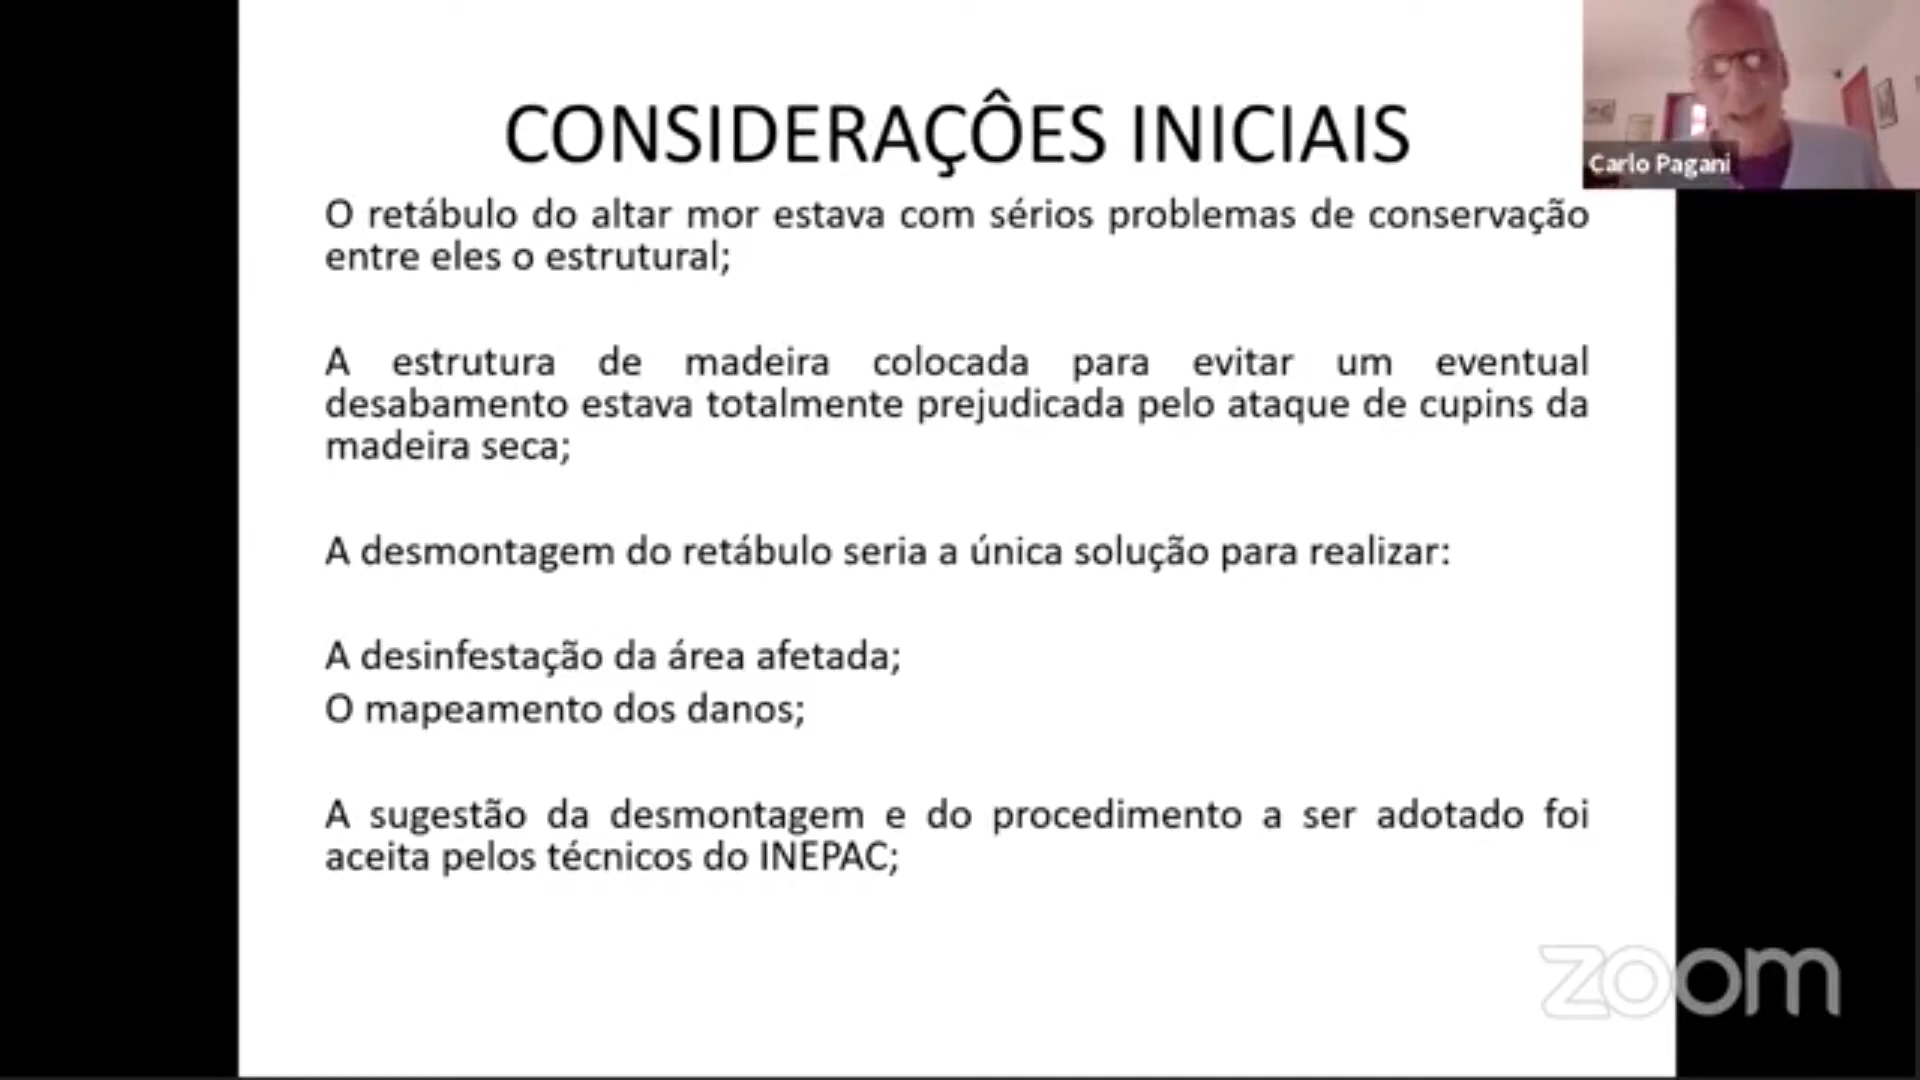 CONSIDERAÇÔES INICIAIS
O retábulo do altar mor estava com sérios problemas de conservação
entre eles o estrutural;
A estrutura de madeira colocada para evitar um eventual
desabamento estava totalmente prejudicada pelo ataque de cupins da
madeira seca;
A desmontagem do retábulo seria a única solução para realizar:
A desinfestação da área afetada;
O mapeamento dos danos;
A sugestão da desmontagem e do procedimento a ser adotado foi
aceita pelos técnicos do INEPAC;
Carlo Pagani
zoom